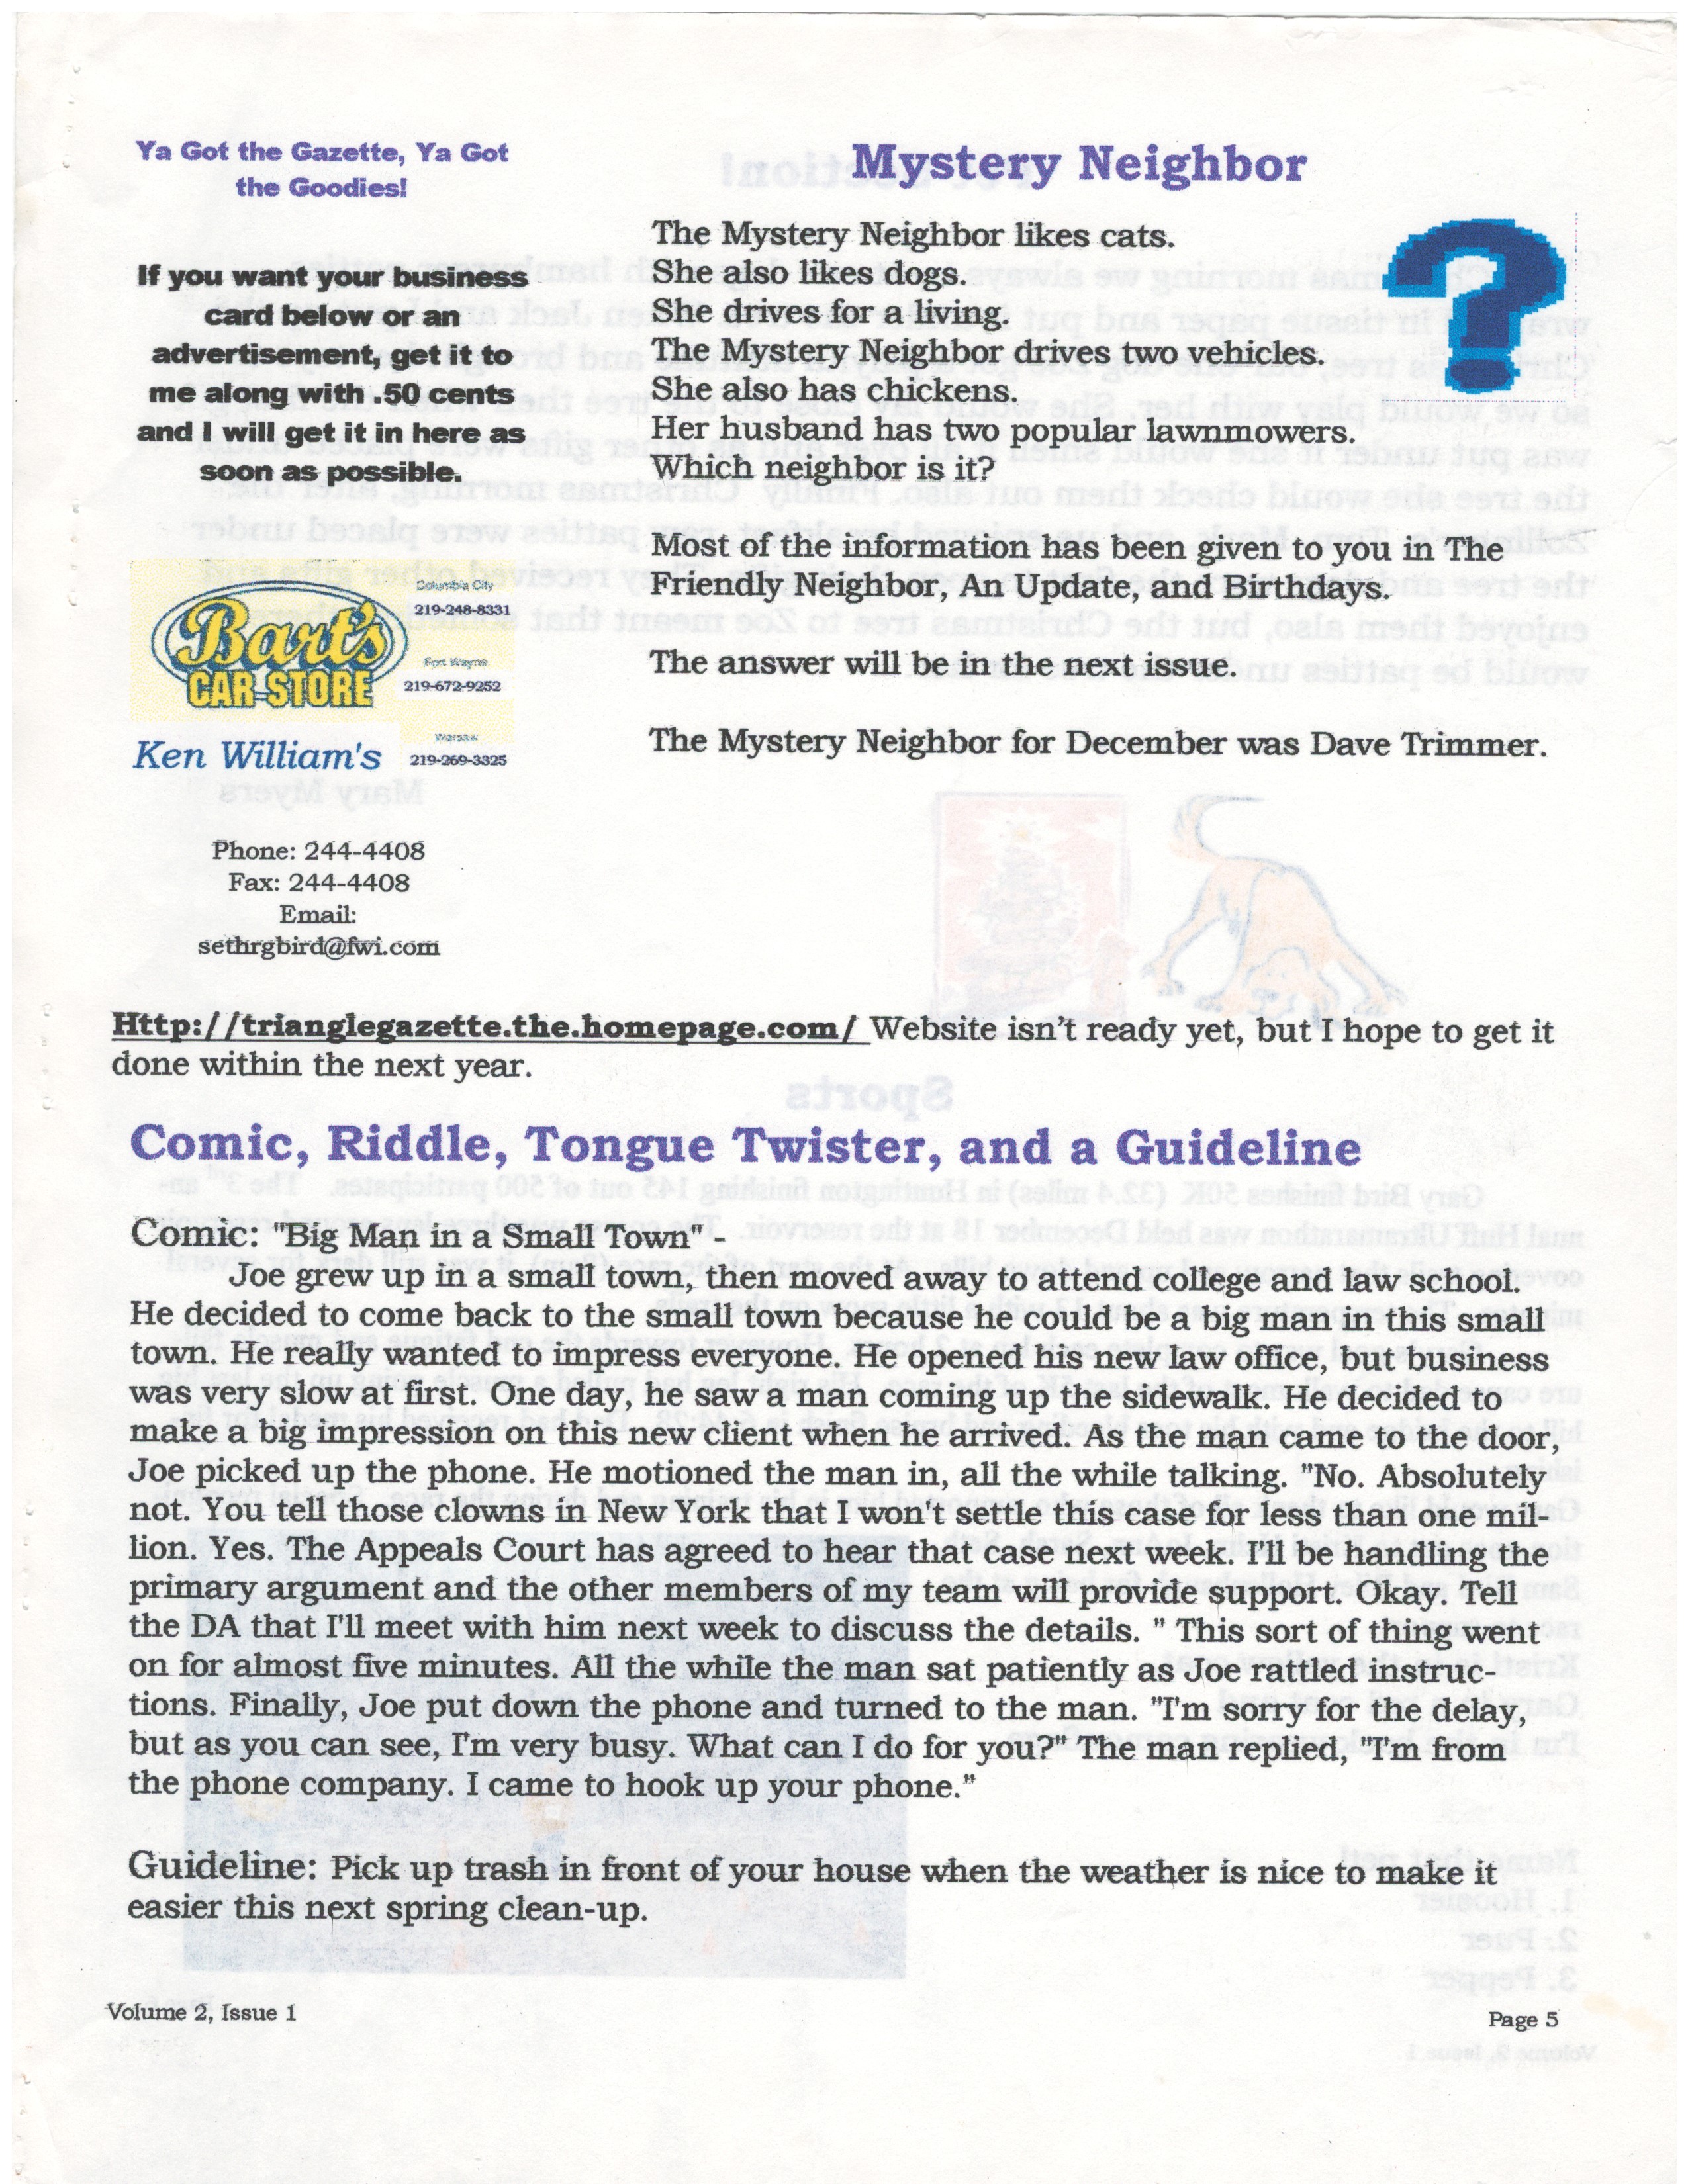 Ya Got the Gazette, Ya Got
the Goodies!
If you want your business
card below or an
advertisement, get it to
me along with .50 cents
and I will get it in here as
soon as possible.
Bart's
CAR STORE
Columbia City
219-248-8331
Fort Wayne
219-672-9252
Warsaw
219-269-3325
Ken William's
Phone: 244-4408
Fax: 244-4408
Email:
sethrgbird@fwi.com
Mystery Neighbor
The Mystery Neighbor likes cats.
She also likes dogs.
She drives for a living.
The Mystery Neighbor drives two vehicles.
She also has chickens.
Her husband has two popular lawnmowers.
Which neighbor is it?
Most of the information has been given to you in The
Friendly Neighbor, An Update, and Birthdays.
The answer will be in the next issue.
The Mystery Neighbor for December was Dave Trimmer.
?
Http://trianglegazette.the.homepage.com/ Website isn't ready yet, but I hope to get it
done within the next year.
Comic, Riddle, Tongue Twister, and a Guideline
Comic: "Big Man in a Small Town" -
Joe grew up in a small town, then moved away to attend college and law school.
He decided to come back to the small town because he could be a big man in this small
town. He really wanted to impress everyone. He opened his new law office, but business
was very slow at first. One day, he saw a man coming up the sidewalk. He decided to
make a big impression on this new client when he arrived. As the man came to the door,
Joe picked up the phone. He motioned the man in, all the while talking. "No. Absolutely
not. You tell those clowns in New York that I won't settle this case for less than one mil-
lion. Yes. The Appeals Court has agreed to hear that case next week. I'll be handling the
primary argument and the other members of my team will provide support. Okay. Tell
the DA that I'll meet with him next week to discuss the details. " This sort of thing went
on for almost five minutes. All the while the man sat patiently as Joe rattled instruc-
tions. Finally, Joe put down the phone and turned to the man. "I'm sorry for the delay,
but as you can see, I'm very busy. What can I do for you?" The man replied, "I'm from
the phone company. I came to hook up your phone."
Guideline: Pick up trash in front of your house when the weather is nice to make it
easier this next spring clean-up.
Volume 2, Issue 1
Page 5